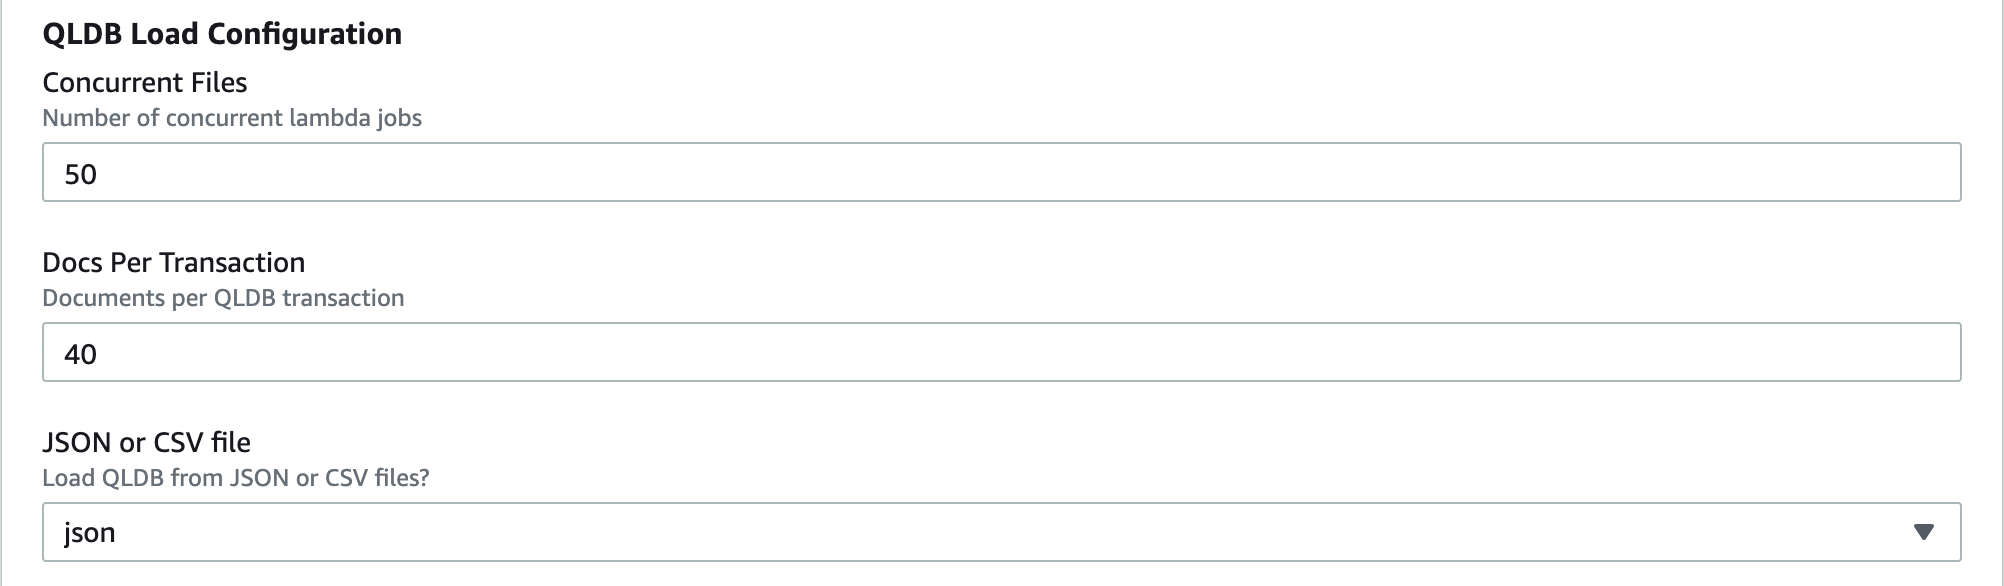 QLDB Load Configuration
Concurrent Files
Number of concurrent lambda jobs
50
Docs Per Transaction
Documents per QLDB transaction
40
JSON or CSV file
Load QLDB from JSON or CSV files?
json